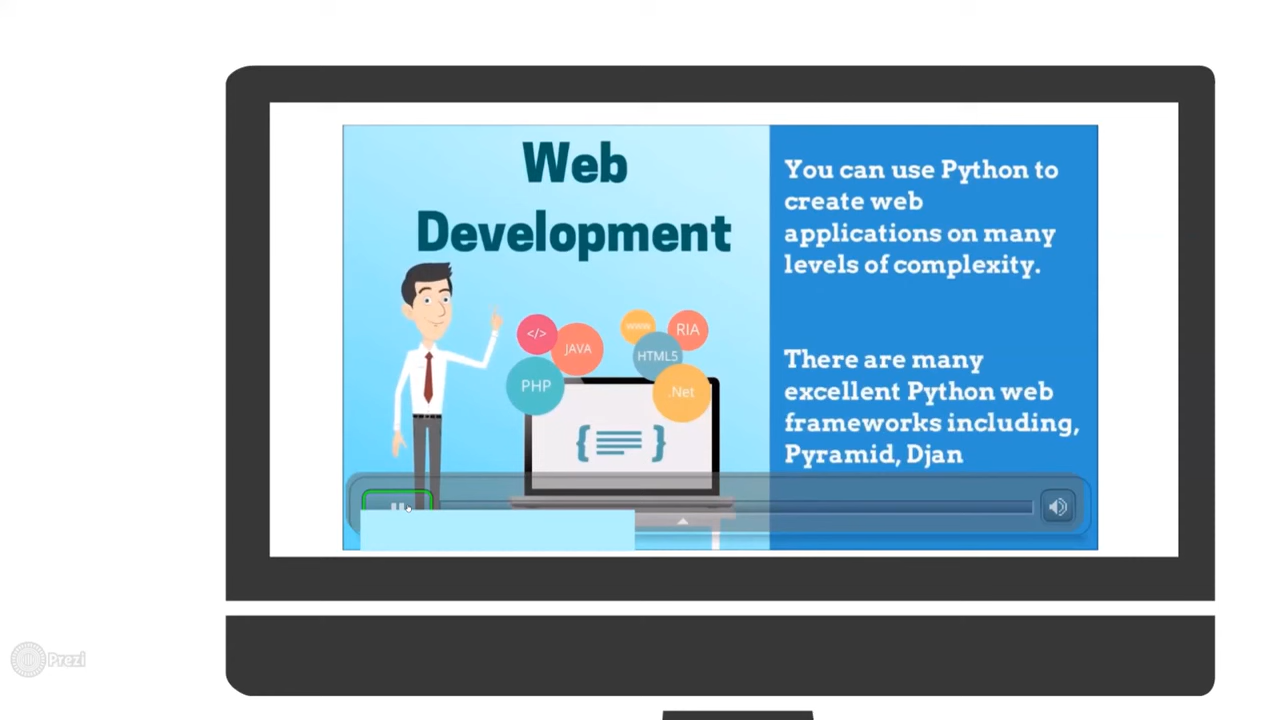 Web
Development
You can use Python to
create web
applications on many
levels of complexity.
There are many
excellent Python web
frameworks including,
Pyramid, Djan
</>
JAVA
PHP
WWW
RIA
HTML5
.Net
{ }
Prezi